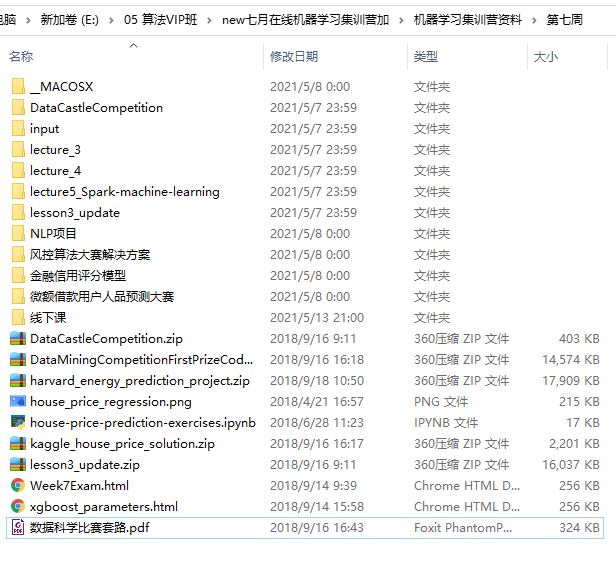 电脑 › 新加卷 (E:) › 05 算法VIP班 › new七月在线机器学习集训营加 › 机器学习集训营资料 › 第七周
名称 修改日期 类型 大小
__MACOSX 2021/5/8 0:00 文件夹
DataCastleCompetition 2021/5/7 23:59 文件夹
input 2021/5/7 23:59 文件夹
lecture_3 2021/5/7 23:59 文件夹
lecture_4 2021/5/7 23:59 文件夹
lecture5_Spark-machine-learning 2021/5/7 23:59 文件夹
lesson3_update 2021/5/7 23:59 文件夹
NLP项目 2021/5/8 0:00 文件夹
风控算法大赛解决方案 2021/5/8 0:00 文件夹
金融信用评分模型 2021/5/8 0:00 文件夹
微额借款用户人品预测大赛 2021/5/8 0:00 文件夹
线下课 2021/5/13 21:00 文件夹
DataCastleCompetition.zip 2018/9/16 9:11 360压缩 ZIP 文件 403 KB
DataMiningCompetitionFirstPrizeCod... 2018/9/16 16:18 360压缩 ZIP 文件 14,574 KB
harvard_energy_prediction_project.zip 2018/9/18 10:50 360压缩 ZIP 文件 17,909 KB
house_price_regression.png 2018/4/21 16:57 PNG 文件 215 KB
house-price-prediction-exercises.ipynb 2018/6/28 11:23 IPYNB 文件 17 KB
kaggle_house_price_solution.zip 2018/9/16 16:17 360压缩 ZIP 文件 2,201 KB
lesson3_update.zip 2018/9/16 9:11 360压缩 ZIP 文件 16,037 KB
Week7Exam.html 2018/9/14 9:39 Chrome HTML D... 256 KB
xgboost_parameters.html 2018/9/14 15:58 Chrome HTML D... 256 KB
数据科学比赛套路.pdf 2018/9/16 16:43 Foxit PhantomP... 324 KB